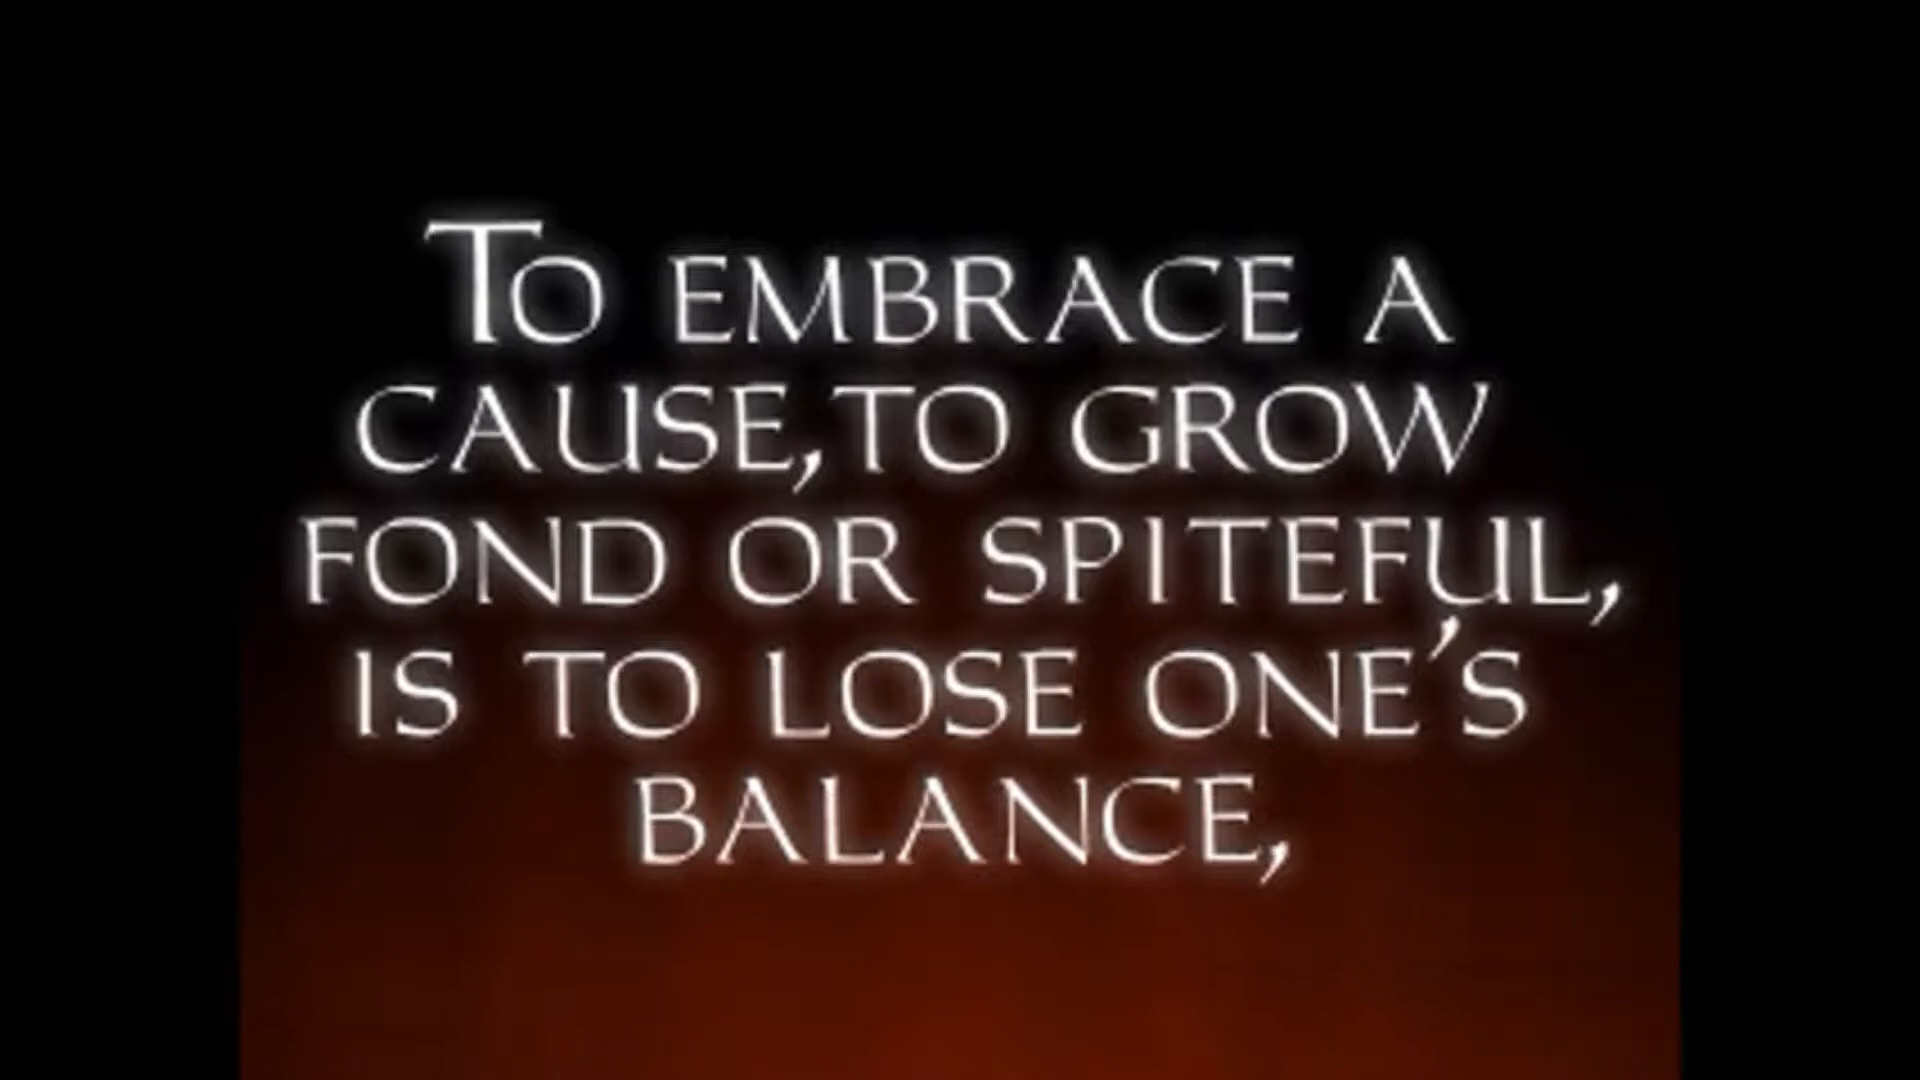 To EMBRACE A
CAUSE, TO GROW
FOND OR SPITEFUL,
IS TO LOSE ONE'S
BALANCE,